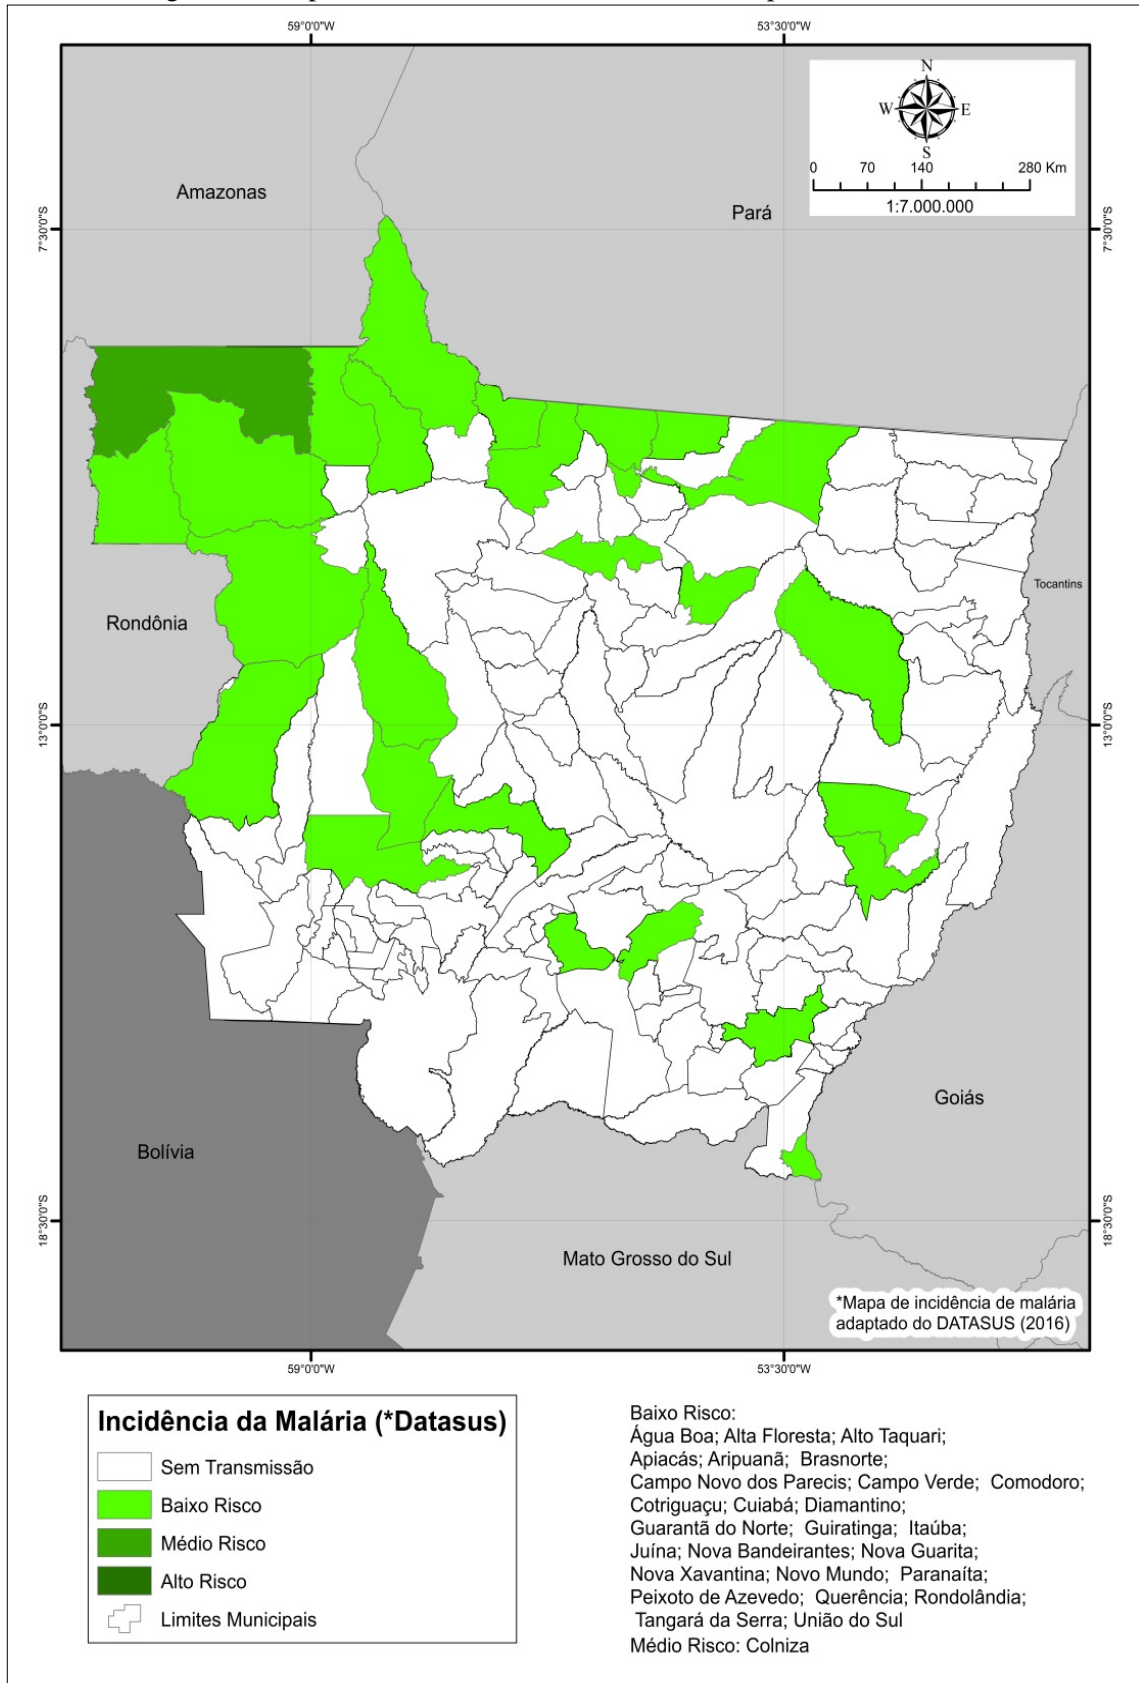 59°0'0"W
53°30'0"W
N
W
E
S
0
70
140
280 Km
1:7.000.000
Amazonas
Pará
7°30'0"S
7°30'0"S
Tocantins
Rondônia
13°0'0"S
13°0'0"S
Goiás
Bolívia
18°30'0"S
18°30'0"S
Mato Grosso do Sul
*Mapa de incidência de malária
adaptado do DATASUS (2016)
59°0'0"W
53°30'0"W
Incidência da Malária (*Datasus)
Sem Transmissão
Baixo Risco
Médio Risco
Alto Risco
Limites Municipais
Baixo Risco:
Água Boa; Alta Floresta; Alto Taquari;
Apiacás; Aripuanã; Brasnorte;
Campo Novo dos Parecis; Campo Verde; Comodoro;
Cotriguaçu; Cuiabá; Diamantino;
Guarantã do Norte; Guiratinga; Itaúba;
Juína; Nova Bandeirantes; Nova Guarita;
Nova Xavantina; Novo Mundo; Paranaíta;
Peixoto de Azevedo; Querência; Rondolândia;
Tangará da Serra; União do Sul
Médio Risco: Colniza